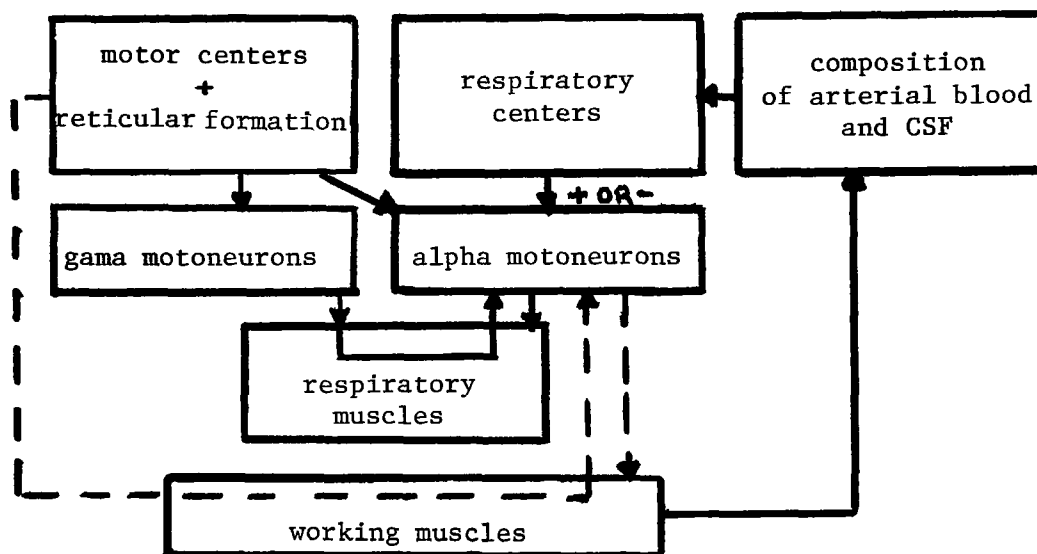 motor centers
+
reticular formation
respiratory
centers
composition
of arterial blood
and CSF
+ OR -
gama motoneurons
alpha motoneurons
respiratory
muscles
working muscles